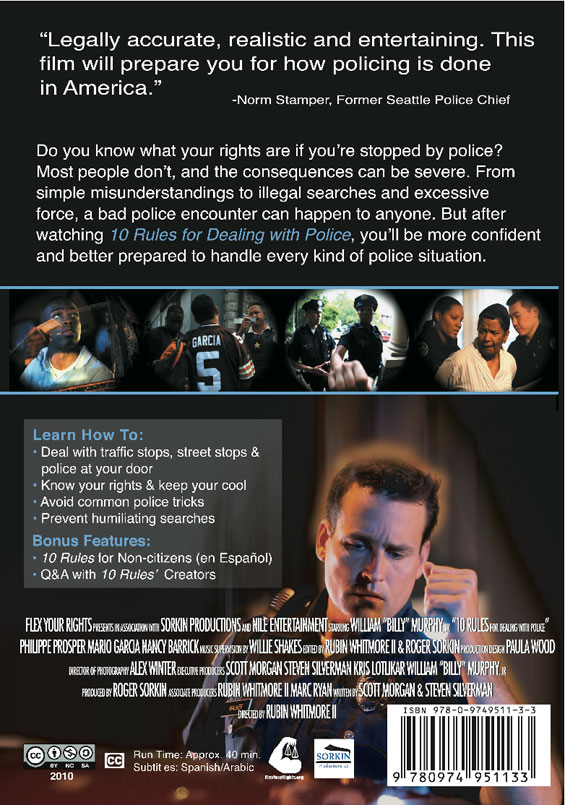 “Legally accurate, realistic and entertaining. This
film will prepare you for how policing is done
in America.”
-Norm Stamper, Former Seattle Police Chief
Do you know what your rights are if you’re stopped by police?
Most people don’t, and the consequences can be severe. From
simple misunderstandings to illegal searches and excessive
force, a bad police encounter can happen to anyone. But after
watching 10 Rules for Dealing with Police, you’ll be more confident
and better prepared to handle every kind of police situation.
GARCIA
5
Learn How To:
• Deal with traffic stops, street stops &
police at your door
• Know your rights & keep your cool
• Avoid common police tricks
• Prevent humiliating searches
Bonus Features:
• 10 Rules for Non-citizens (en Español)
• Q&A with 10 Rules’ Creators
FLEX YOUR RIGHTS PRESENTS IN ASSOCIATION WITH SORKIN PRODUCTIONS AND HILÉ ENTERTAINMENT STARRING WILLIAM “BILLY” MURPHY, JR “10 RULES FOR DEALING WITH POLICE”
PHILIPPE PROSPER MARIO GARCIA NANCY BARRICK MUSIC SUPERVISION BY WILLIE SHAKES EDITED BY RUBIN WHITMORE II & ROGER SORKIN PRODUCTION DESIGN PAULA WOOD
DIRECTOR OF PHOTOGRAPHY ALEX WINTER EXECUTIVE PRODUCERS SCOTT MORGAN STEVEN SILVERMAN KRIS LOTLIKAR WILLIAM “BILLY” MURPHY, JR
PRODUCED BY ROGER SORKIN ASSOCIATE PRODUCERS RUBIN WHITMORE II MARC RYAN WRITTEN BY SCOTT MORGAN & STEVEN SILVERMAN
DIRECTED BY RUBIN WHITMORE II
ISBN 978-0-9749511-3-3
9 780974 951133
cc BY NC SA
2010
cc
Run Time: Approx. 40 min.
Subtitles: Spanish/Arabic
flexYourRights.org
SORKIN